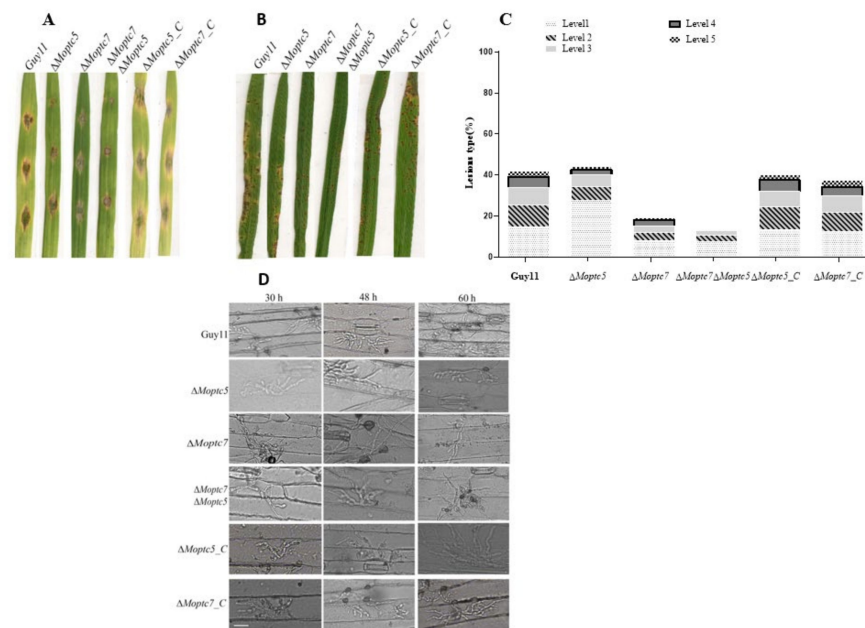 A
B
C
Guy11
ΔMoptc5
ΔMoptc7
ΔMoptc7
ΔMoptc5
ΔMoptc5_C
ΔMoptc7_C
Guy11
ΔMoptc5
ΔMoptc7
ΔMoptc7
ΔMoptc5
ΔMoptc5_C
ΔMoptc7_C
Level1
Level 2
Level 3
Level 4
Level 5
Lesions type(%)
100
80
60
40
20
0
Guy11
ΔMoptc5
ΔMoptc7
ΔMoptc7ΔMoptc5
ΔMoptc5_C
ΔMoptc7_C
D
30 h 48 h 60 h
Guy11
ΔMoptc5
ΔMoptc7
ΔMoptc7
ΔMoptc5
ΔMoptc5_C
ΔMoptc7_C